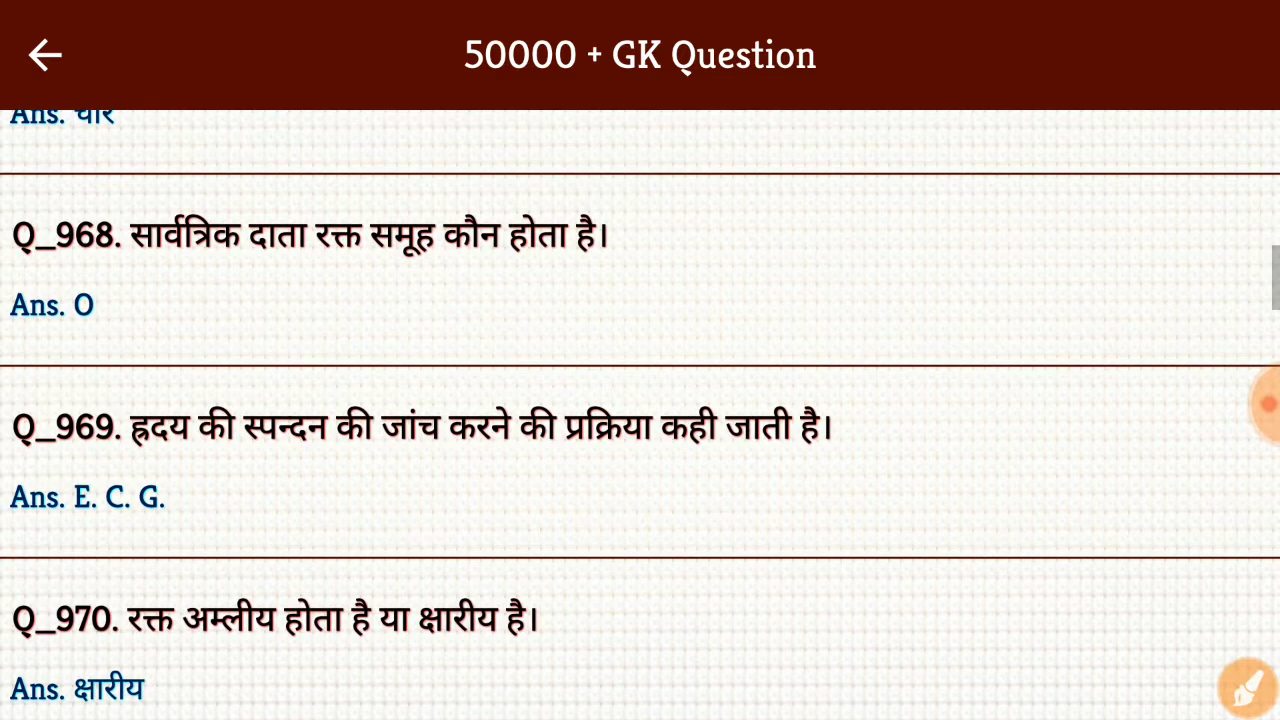 50000 + GK Question
Ans. चार
Q_968. सार्वत्रिक दाता रक्त समूह कौन होता है।
Ans. O
Q_969. ह्रदय की स्पन्दन की जांच करने की प्रक्रिया कही जाती है।
Ans. E. C. G.
Q_970. रक्त अम्लीय होता है या क्षारीय है।
Ans. क्षारीय